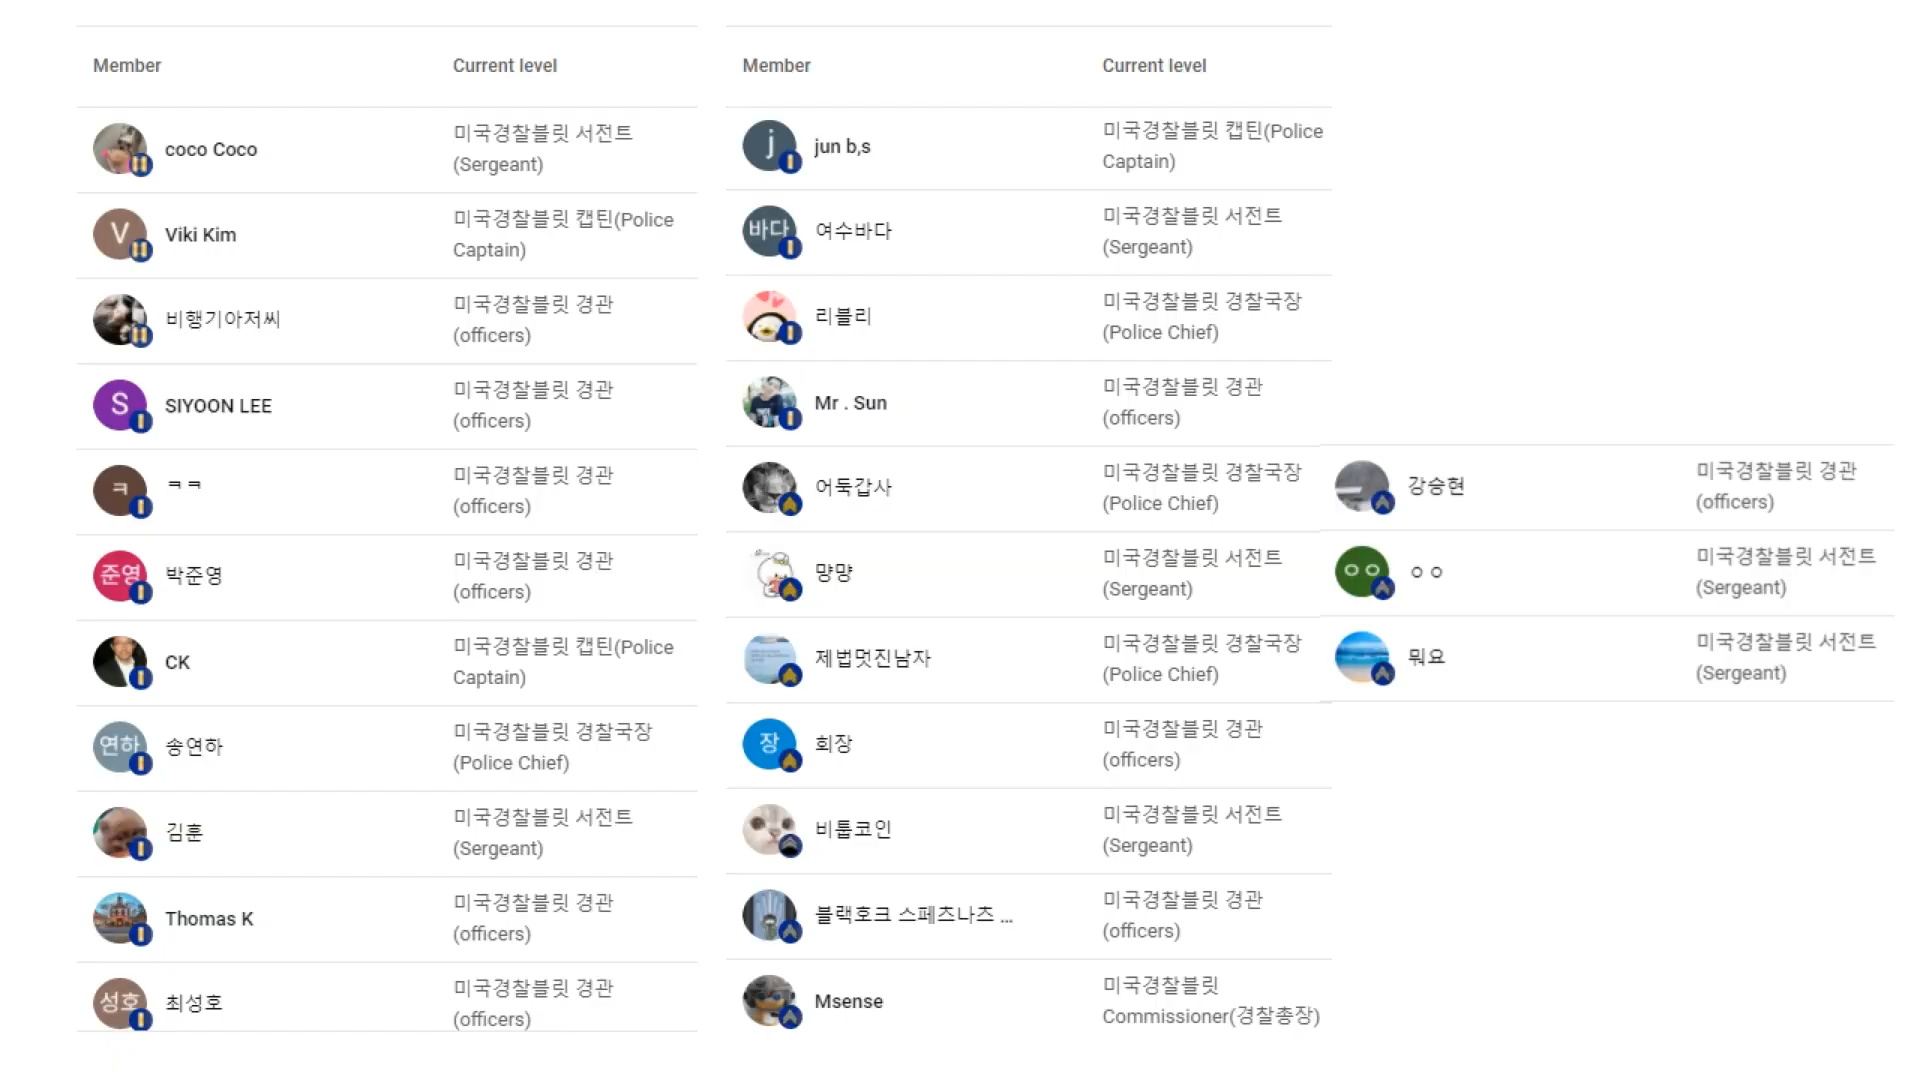 Member Current level
coco Coco 미국경찰블릿 서전트
(Sergeant)
V Viki Kim 미국경찰블릿 캡틴(Police
Captain)
비행기아저씨 미국경찰블릿 경관
(officers)
S SIYOON LEE 미국경찰블릿 경관
(officers)
ㅋ ㅋㅋ 미국경찰블릿 경관
(officers)
준영 박준영 미국경찰블릿 경관
(officers)
CK 미국경찰블릿 캡틴(Police
Captain)
연하 송연하 미국경찰블릿 경찰국장
(Police Chief)
김훈 미국경찰블릿 서전트
(Sergeant)
Thomas K 미국경찰블릿 경관
(officers)
성호 최성호 미국경찰블릿 경관
(officers)
Member Current level
j jun b,s 미국경찰블릿 캡틴(Police
Captain)
바다 여수바다 미국경찰블릿 서전트
(Sergeant)
리블리 미국경찰블릿 경찰국장
(Police Chief)
Mr . Sun 미국경찰블릿 경관
(officers)
어둑갑사 미국경찰블릿 경찰국장
(Police Chief)
먕먕 미국경찰블릿 서전트
(Sergeant)
제법멋진남자 미국경찰블릿 경찰국장
(Police Chief)
장 회장 미국경찰블릿 경관
(officers)
비툽코인 미국경찰블릿 서전트
(Sergeant)
블랙호크 스페츠나츠 ... 미국경찰블릿 경관
(officers)
Msense 미국경찰블릿
Commissioner(경찰총장)
강승현 미국경찰블릿 경관
(officers)
ㅇㅇ ㅇㅇ 미국경찰블릿 서전트
(Sergeant)
뭐요 미국경찰블릿 서전트
(Sergeant)